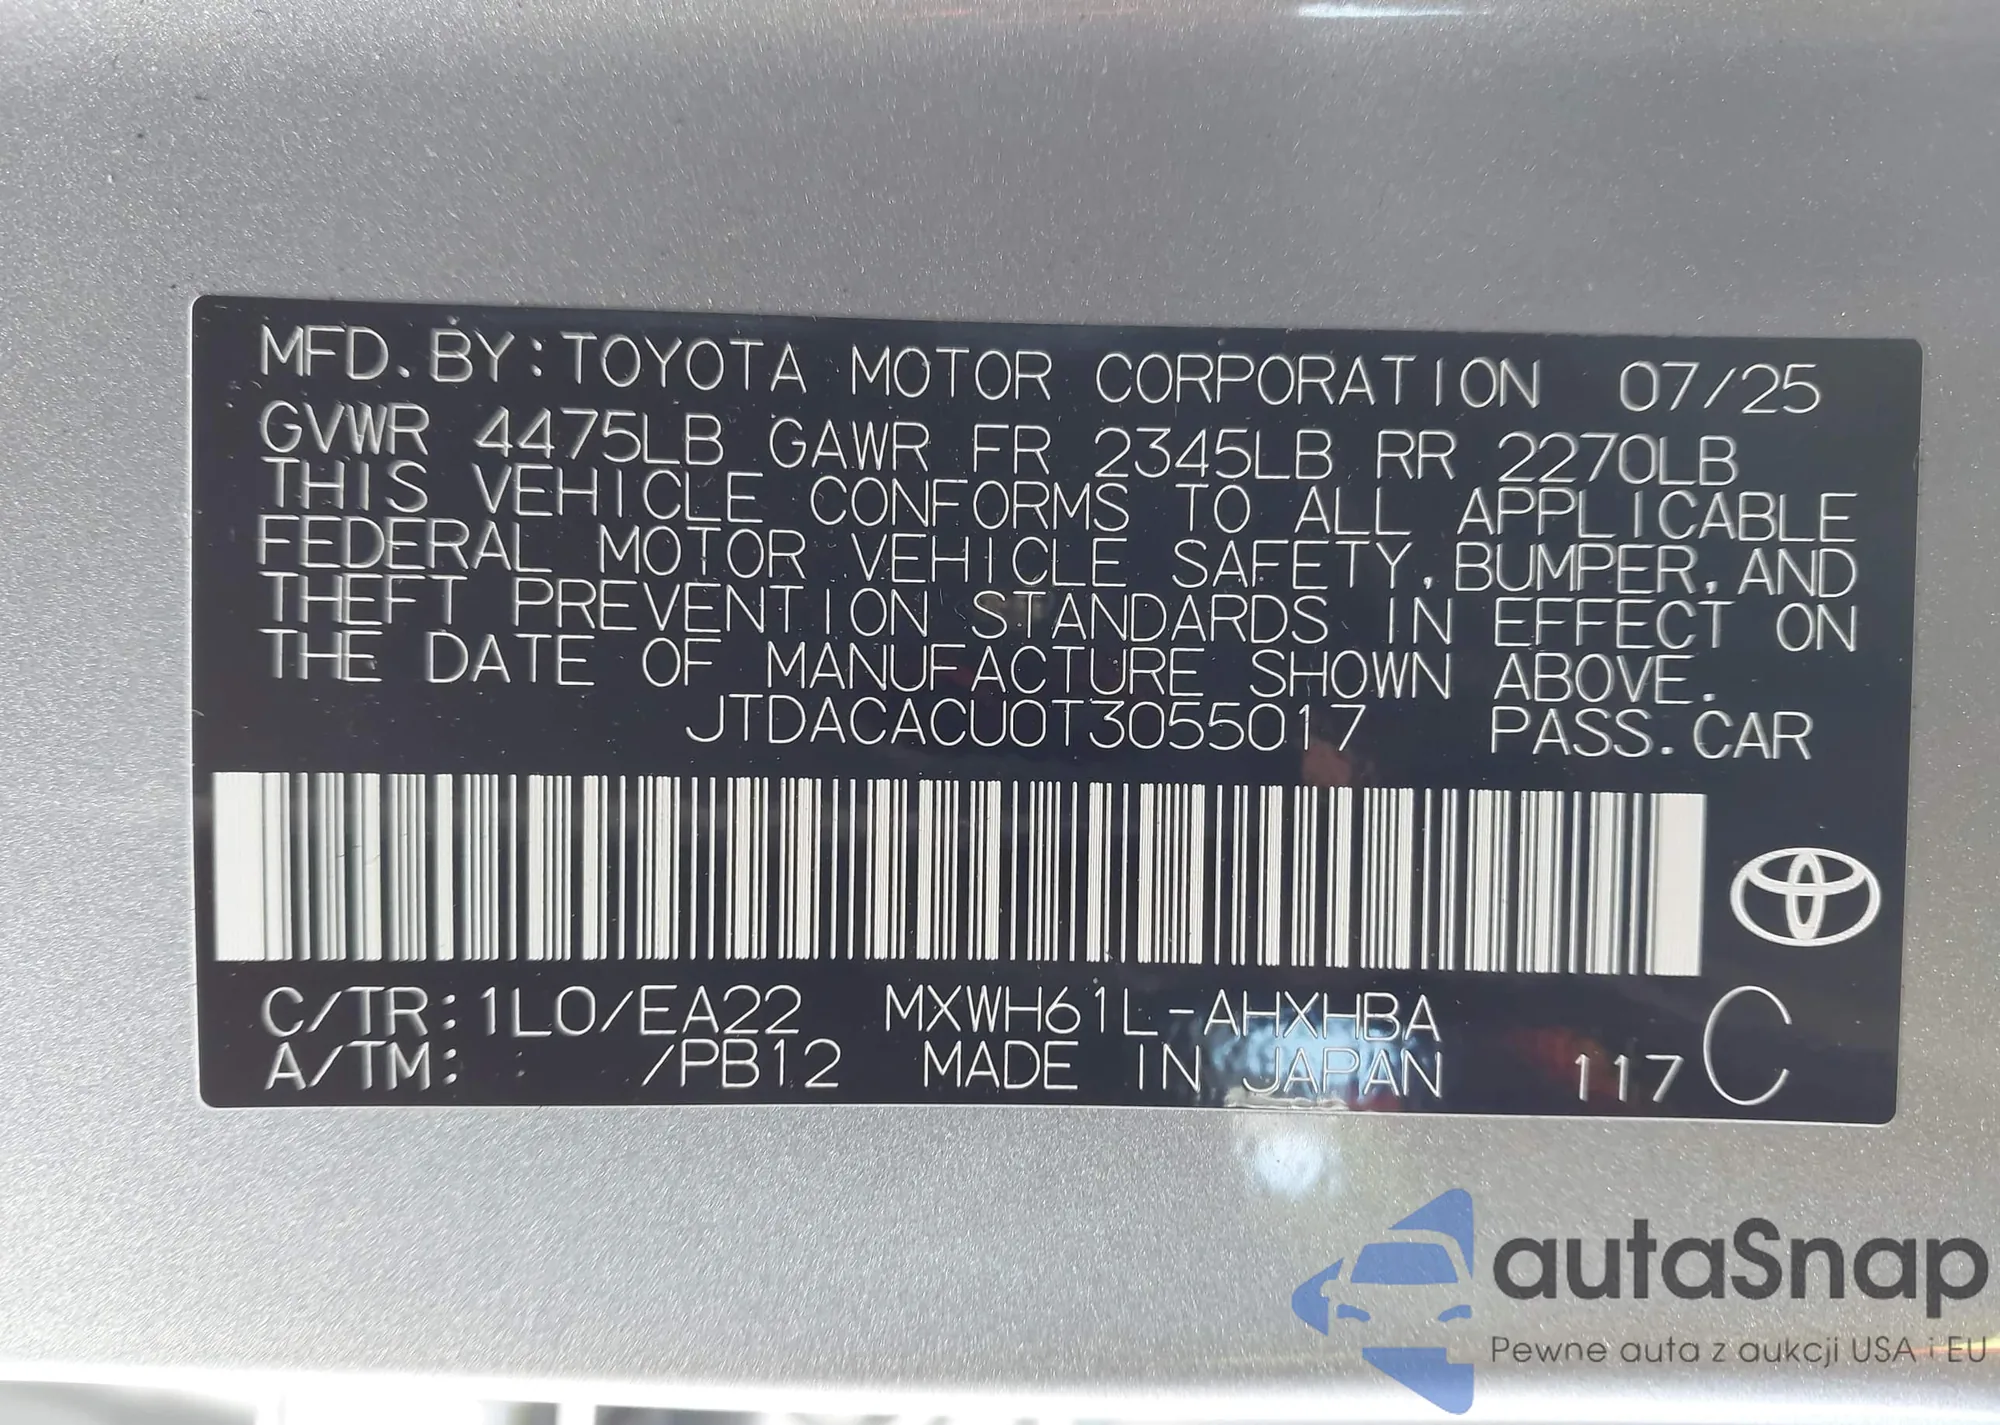 MFD. BY: TOYOTA MOTOR CORPORATION 07/25
GVWR 4475LB GAWR FR 2345LB RR 2270LB
THIS VEHICLE CONFORMS TO ALL APPLICABLE
FEDERAL MOTOR VEHICLE SAFETY, BUMPER, AND
THEFT PREVENTION STANDARDS IN EFFECT ON
THE DATE OF MANUFACTURE SHOWN ABOVE.
JTDACACU0T3055017 PASS. CAR
C/TR: 1L0/EA22 MXWH61L-AHXHBA
A/TM: /PB12 MADE IN JAPAN 117 C
autaSnap
Pewne auta z aukcji USA i EU